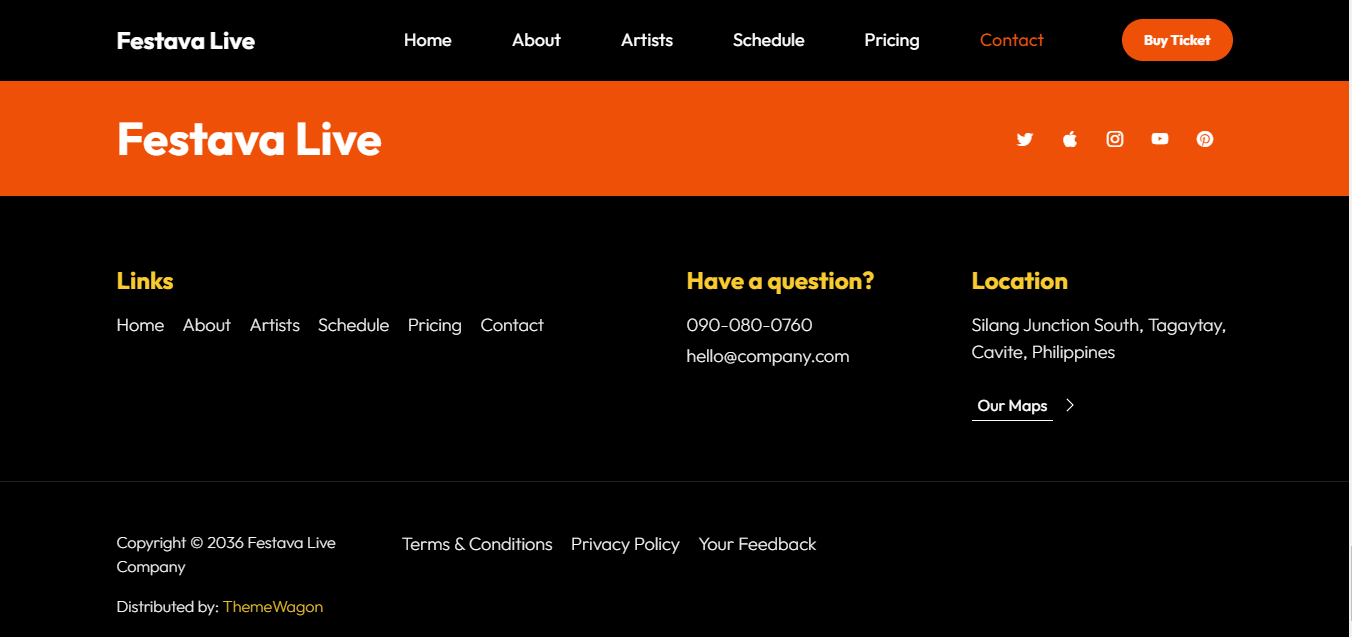 Festava Live Home About Artists Schedule Pricing Contact Buy Ticket
Festava Live
Links
Home About Artists Schedule Pricing Contact
Have a question?
090-080-0760
hello@company.com
Location
Silang Junction South, Tagaytay,
Cavite, Philippines
Our Maps
Copyright © 2036 Festava Live
Company
Distributed by: ThemeWagon
Terms & Conditions Privacy Policy Your Feedback